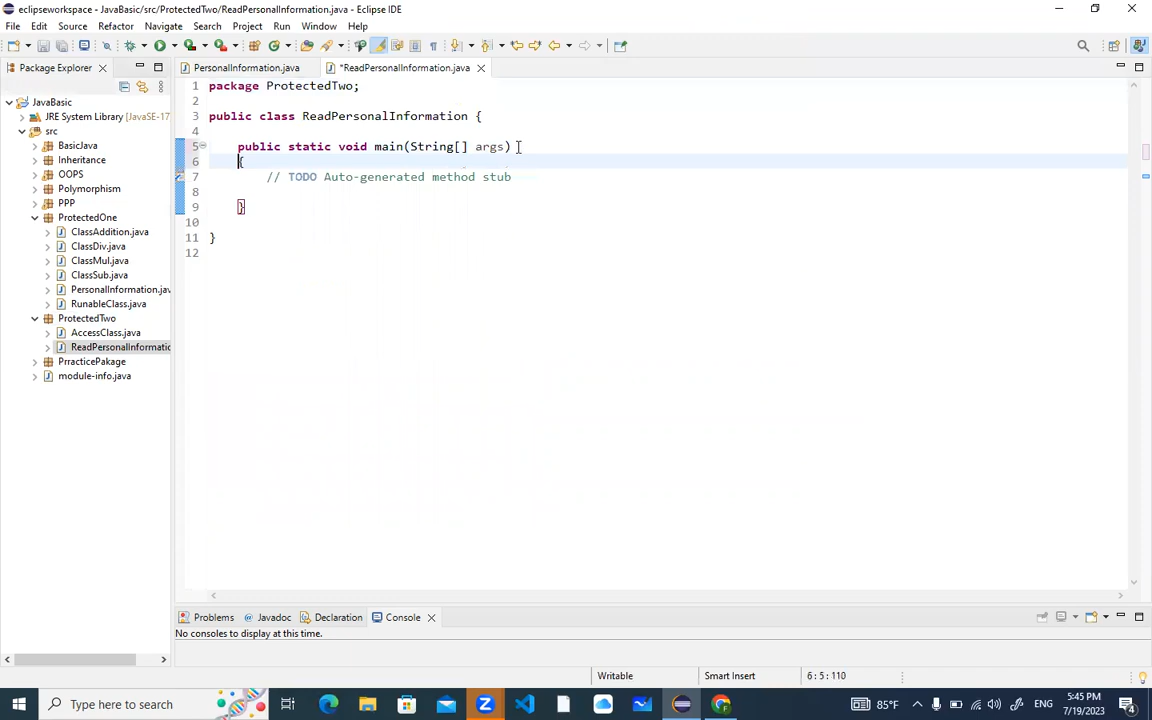 eclipseworkspace - JavaBasic/src/ProtectedTwo/ReadPersonalInformation.java - Eclipse IDE
File Edit Source Refactor Navigate Search Project Run Window Help
Package Explorer
PersonalInformation.java
*ReadPersonalInformation.java
JavaBasic
JRE System Library [JavaSE-17
src
BasicJava
Inheritance
OOPS
Polymorphism
PPP
ProtectedOne
ClassAddition.java
ClassDiv.java
ClassMul.java
ClassSub.java
PersonalInformation.jav
RunableClass.java
ProtectedTwo
AccessClass.java
ReadPersonalInformatic
PrracticePakage
module-info.java
1 package ProtectedTwo;
2
3 public class ReadPersonalInformation {
4
5 public static void main(String[] args)
6 {
7 // TODO Auto-generated method stub
8
9 }
10
11 }
12
Problems @ Javadoc Declaration Console
No consoles to display at this time.
Writable Smart Insert 6 : 5 : 110
Type here to search
85°F ENG 5:45 PM
7/19/2023
4